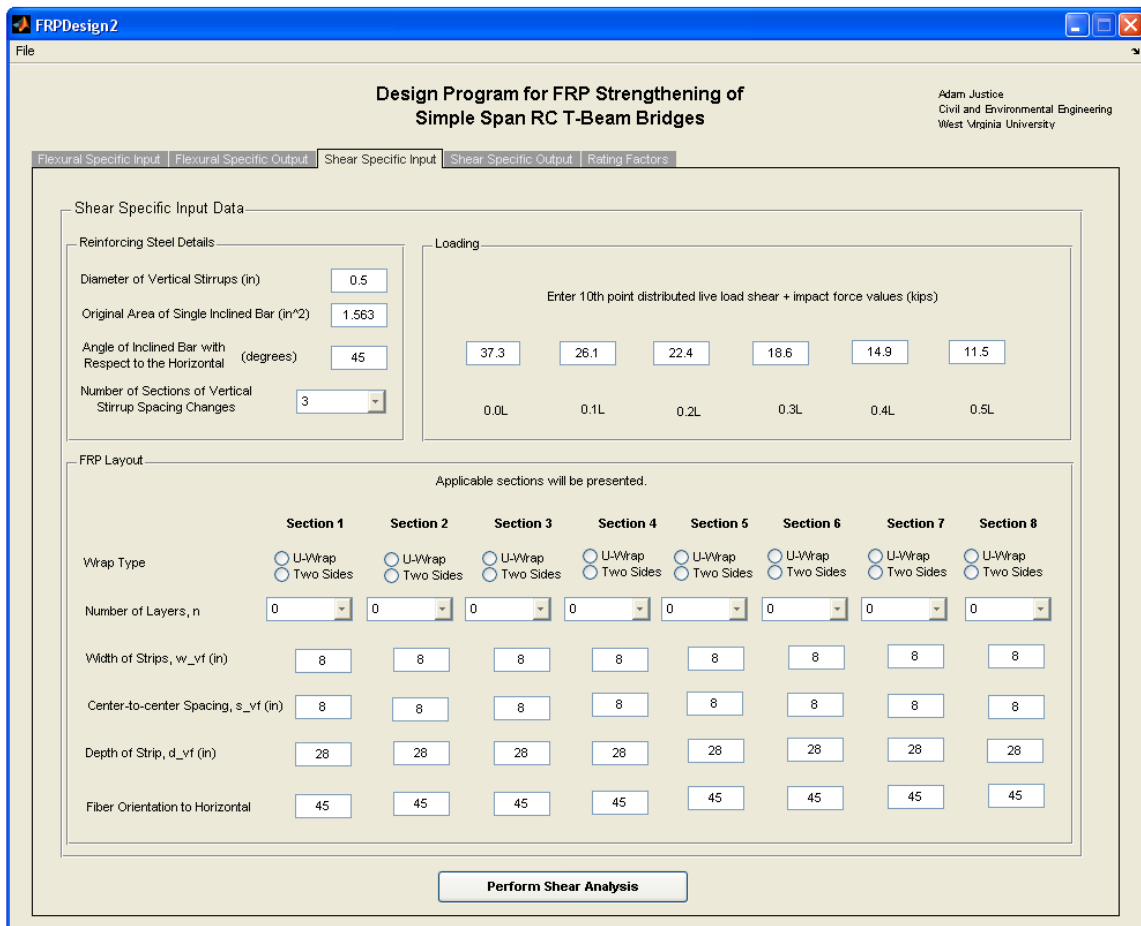 FRPDesign2
File
Design Program for FRP Strengthening of
Simple Span RC T-Beam Bridges
Adam Justice
Civil and Environmental Engineering
West Virginia University
Flexural Specific Input Flexural Specific Output Shear Specific Input Shear Specific Output Rating Factors
Shear Specific Input Data
Reinforcing Steel Details
Diameter of Vertical Stirrups (in) 0.5
Original Area of Single Inclined Bar (in^2) 1.563
Angle of Inclined Bar with
Respect to the Horizontal (degrees) 45
Number of Sections of Vertical
Stirrup Spacing Changes 3
Loading
Enter 10th point distributed live load shear + impact force values (kips)
37.3 26.1 22.4 18.6 14.9 11.5
0.0L 0.1L 0.2L 0.3L 0.4L 0.5L
FRP Layout
Applicable sections will be presented.
Section 1 Section 2 Section 3 Section 4 Section 5 Section 6 Section 7 Section 8
Wrap Type
U-Wrap U-Wrap U-Wrap U-Wrap U-Wrap U-Wrap U-Wrap U-Wrap
Two Sides Two Sides Two Sides Two Sides Two Sides Two Sides Two Sides Two Sides
Number of Layers, n 0 0 0 0 0 0 0 0
Width of Strips, w_vf (in) 8 8 8 8 8 8 8 8
Center-to-center Spacing, s_vf (in) 8 8 8 8 8 8 8 8
Depth of Strip, d_vf (in) 28 28 28 28 28 28 28 28
Fiber Orientation to Horizontal 45 45 45 45 45 45 45 45
Perform Shear Analysis